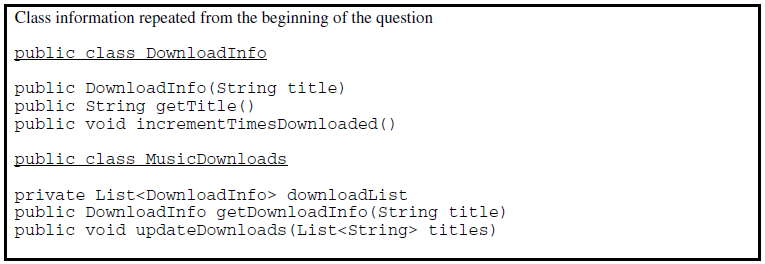 Class information repeated from the beginning of the question
public class DownloadInfo
public DownloadInfo(String title)
public String getTitle()
public void incrementTimesDownloaded()
public class MusicDownloads
private List<DownloadInfo> downloadList
public DownloadInfo getDownloadInfo(String title)
public void updateDownloads(List<String> titles)